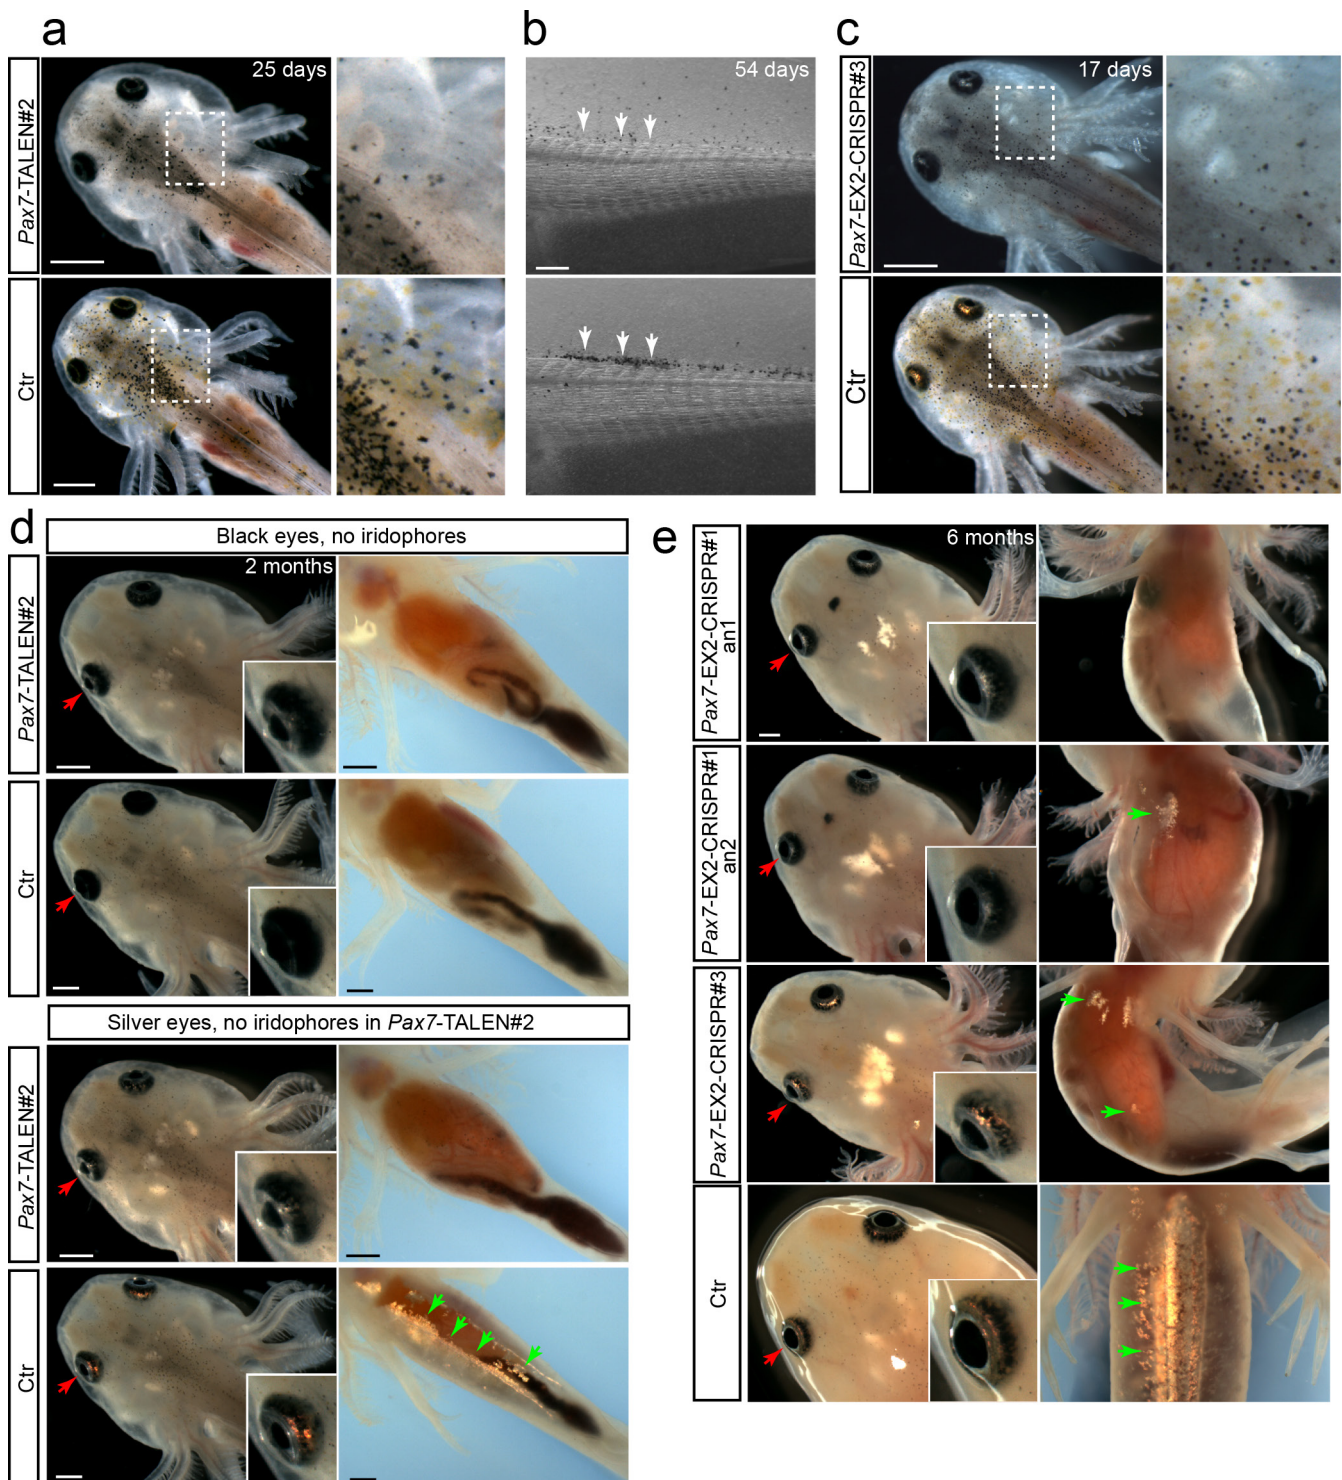 a
b
c
Pax7-TALEN#2
25 days
54 days
Pax7-EX2-CRISPR#3
17 days
Ctr
Ctr
d
Black eyes, no iridophores
Pax7-TALEN#2
2 months
Ctr
Silver eyes, no iridophores in Pax7-TALEN#2
Pax7-TALEN#2
Ctr
e
Pax7-EX2-CRISPR#1
an1
6 months
Pax7-EX2-CRISPR#1
an2
Pax7-EX2-CRISPR#3
Ctr